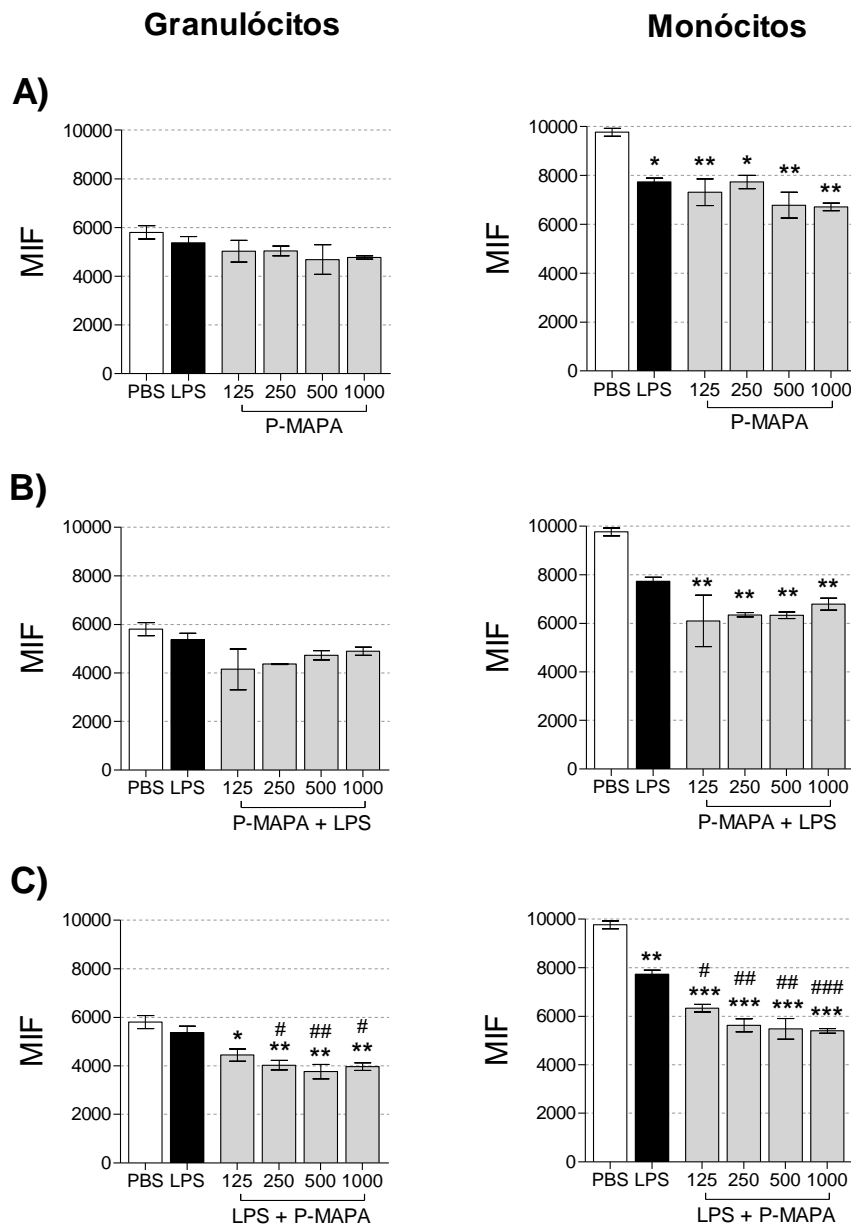 Granulócitos
Monócitos
A)
10000
8000
6000
4000
2000
0
MIF
PBS LPS 125 250 500 1000
P-MAPA
10000
8000
6000
4000
2000
0
MIF
* ** * ** **
PBS LPS 125 250 500 1000
P-MAPA
B)
10000
8000
6000
4000
2000
0
MIF
PBS LPS 125 250 500 1000
P-MAPA + LPS
10000
8000
6000
4000
2000
0
MIF
** ** ** **
PBS LPS 125 250 500 1000
P-MAPA + LPS
C)
10000
8000
6000
4000
2000
0
MIF
# ## #
* ** ** **
PBS LPS 125 250 500 1000
LPS + P-MAPA
10000
8000
6000
4000
2000
0
MIF
# ## ## ###
** *** *** *** ***
PBS LPS 125 250 500 1000
LPS + P-MAPA